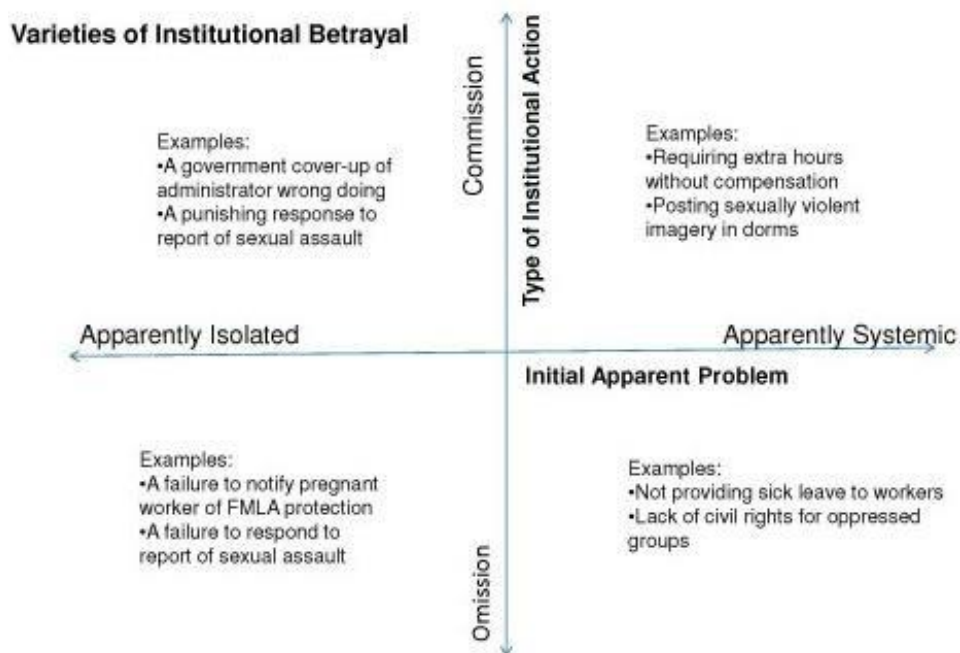 Varieties of Institutional Betrayal
Commission
Type of Institutional Action
Examples:
•A government cover-up of
administrator wrong doing
•A punishing response to
report of sexual assault
Examples:
•Requiring extra hours
without compensation
•Posting sexually violent
imagery in dorms
Apparently Isolated
Apparently Systemic
Initial Apparent Problem
Examples:
•A failure to notify pregnant
worker of FMLA protection
•A failure to respond to
report of sexual assault
Examples:
•Not providing sick leave to workers
•Lack of civil rights for oppressed
groups
Omission